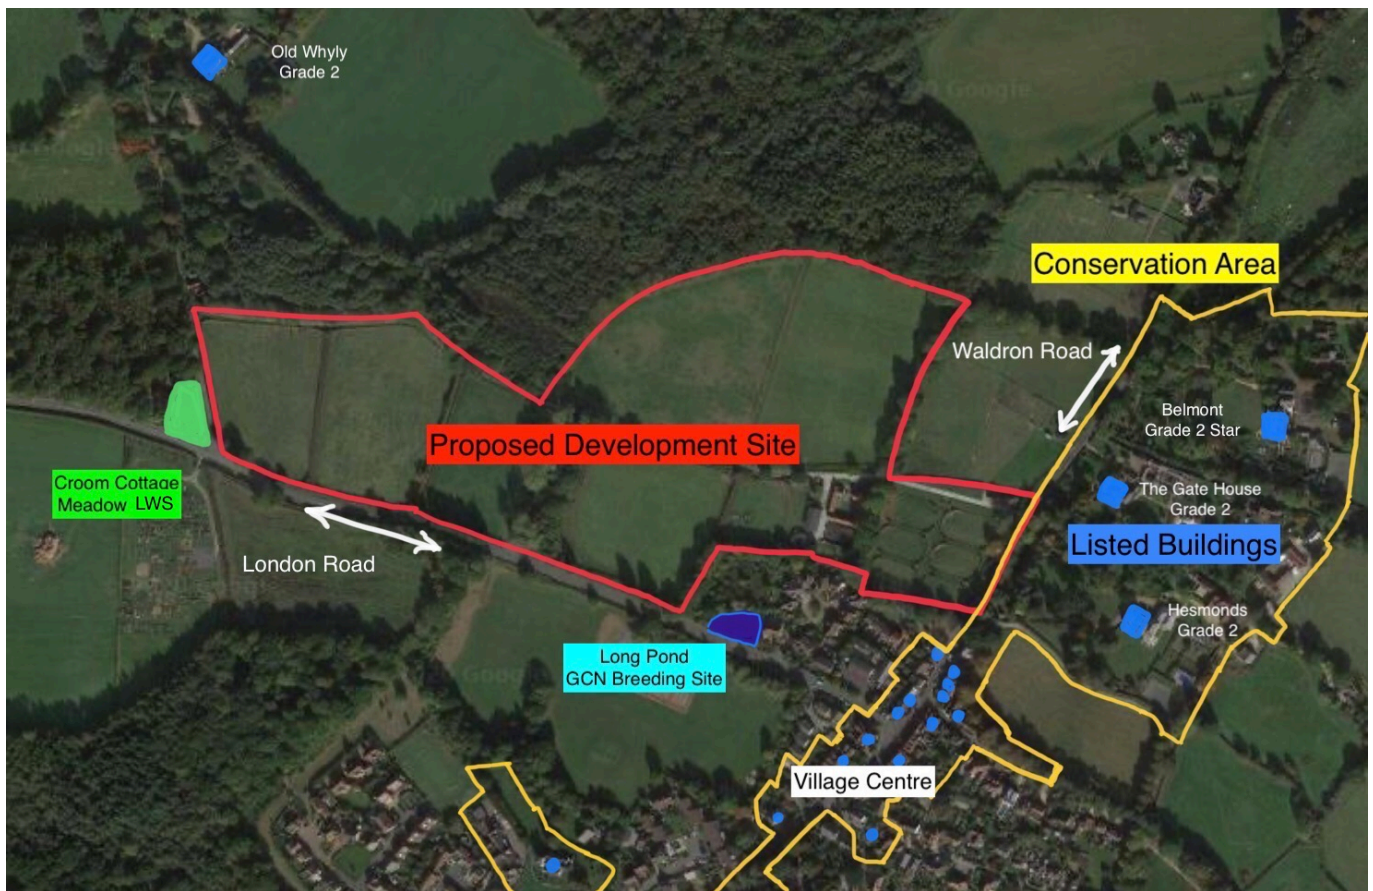 Old Whyly
Grade 2
Conservation Area
Waldron Road
Belmont
Grade 2 Star
Proposed Development Site
Croom Cottage
Meadow LWS
The Gate House
Grade 2
Listed Buildings
London Road
Hesmonds
Grade 2
Long Pond
GCN Breeding Site
Village Centre